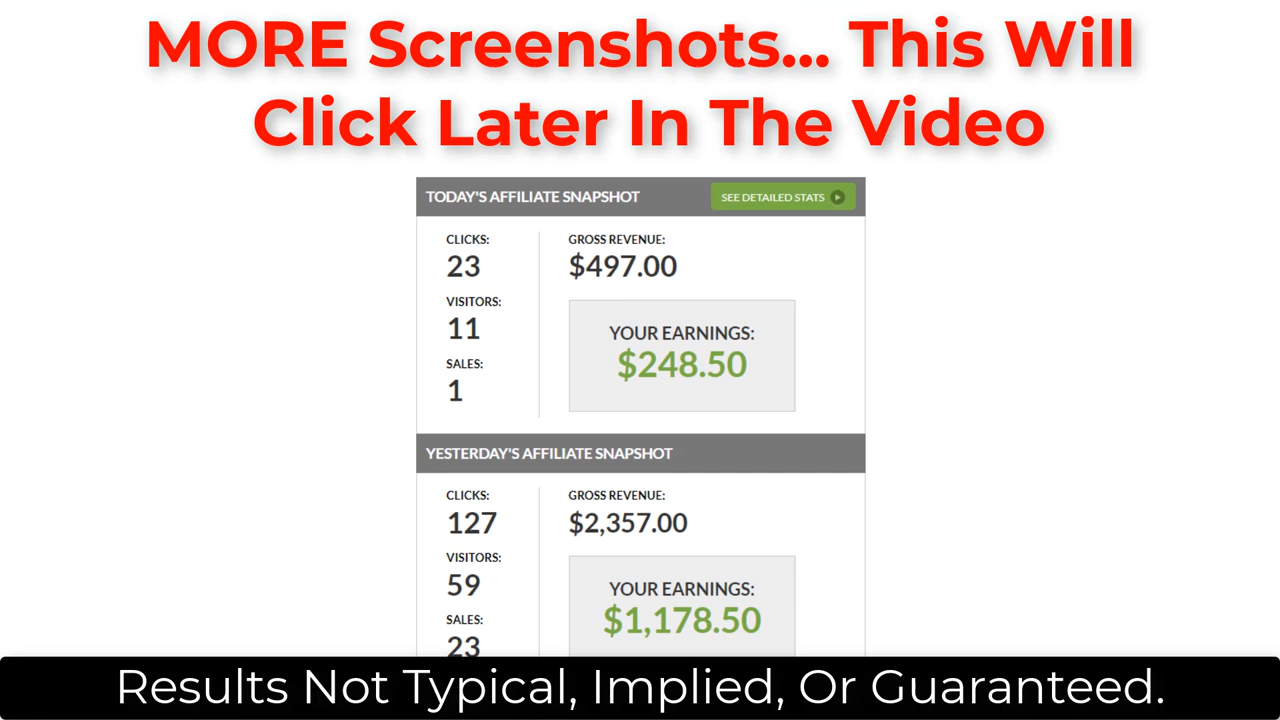 MORE Screenshots... This Will
Click Later In The Video
TODAY'S AFFILIATE SNAPSHOT
SEE DETAILED STATS
CLICKS:
23
GROSS REVENUE:
$497.00
VISITORS:
11
YOUR EARNINGS:
$248.50
SALES:
1
YESTERDAY'S AFFILIATE SNAPSHOT
CLICKS:
127
GROSS REVENUE:
$2,357.00
VISITORS:
59
YOUR EARNINGS:
$1,178.50
SALES:
23
Results Not Typical, Implied, Or Guaranteed.